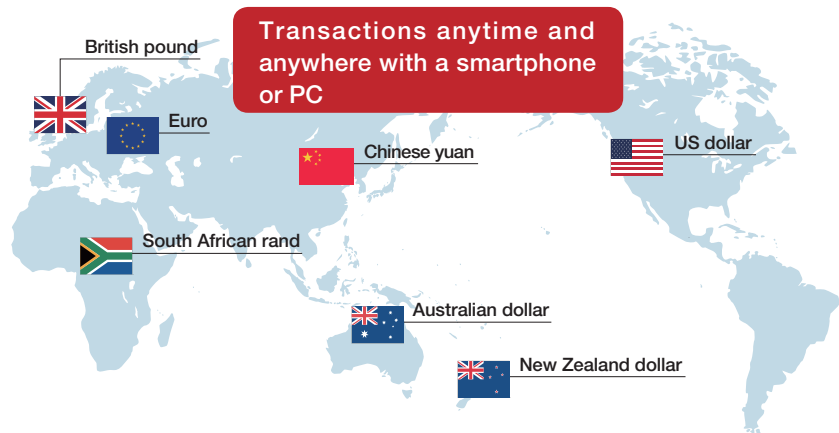 Transactions anytime and
anywhere with a smartphone
or PC
British pound
Euro
Chinese yuan
US dollar
South African rand
Australian dollar
New Zealand dollar